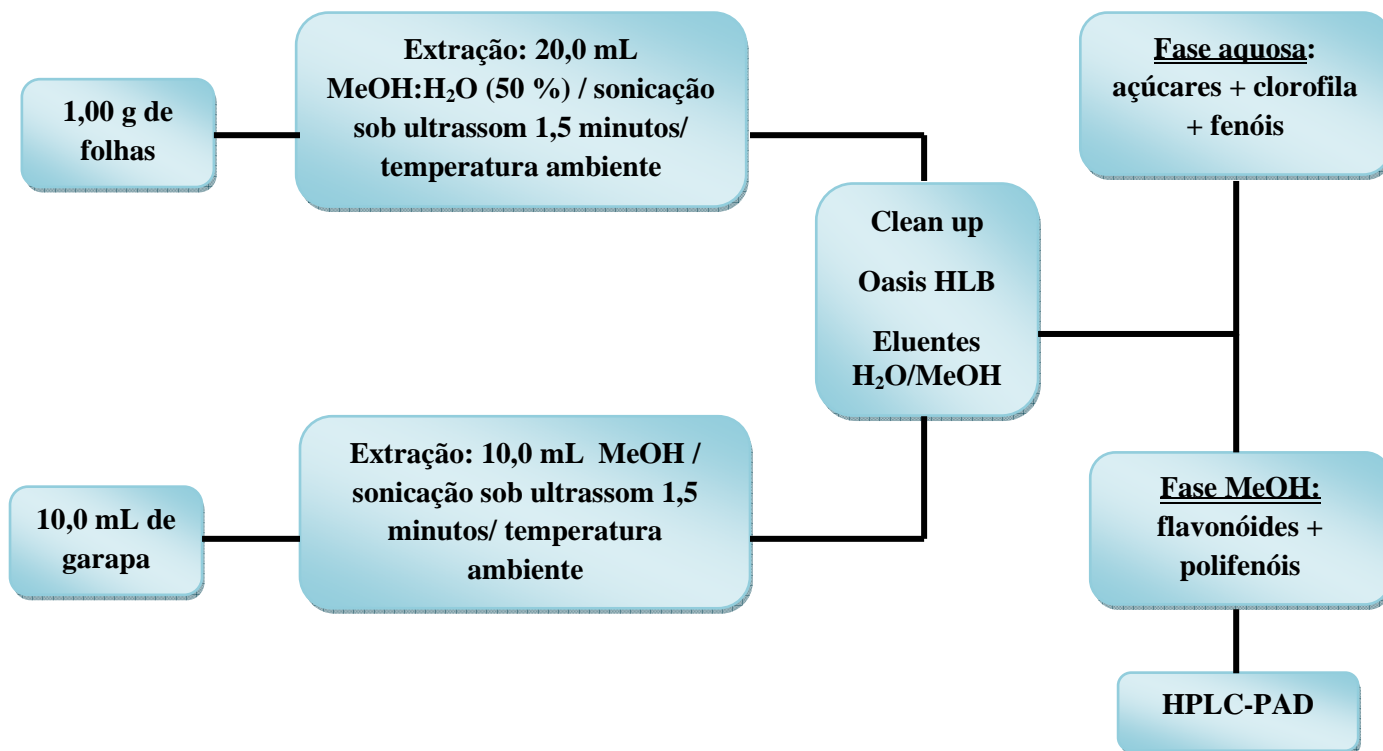 1,00 g de
folhas
Extração: 20,0 mL
MeOH:H₂O (50 %) / sonicação
sob ultrassom 1,5 minutos/
temperatura ambiente
10,0 mL de
garapa
Extração: 10,0 mL MeOH /
sonicação sob ultrassom 1,5
minutos/ temperatura
ambiente
Clean up
Oasis HLB
Eluentes
H₂O/MeOH
Fase aquosa:
açúcares + clorofila
+ fenóis
Fase MeOH:
flavonóides +
polifenóis
HPLC-PAD